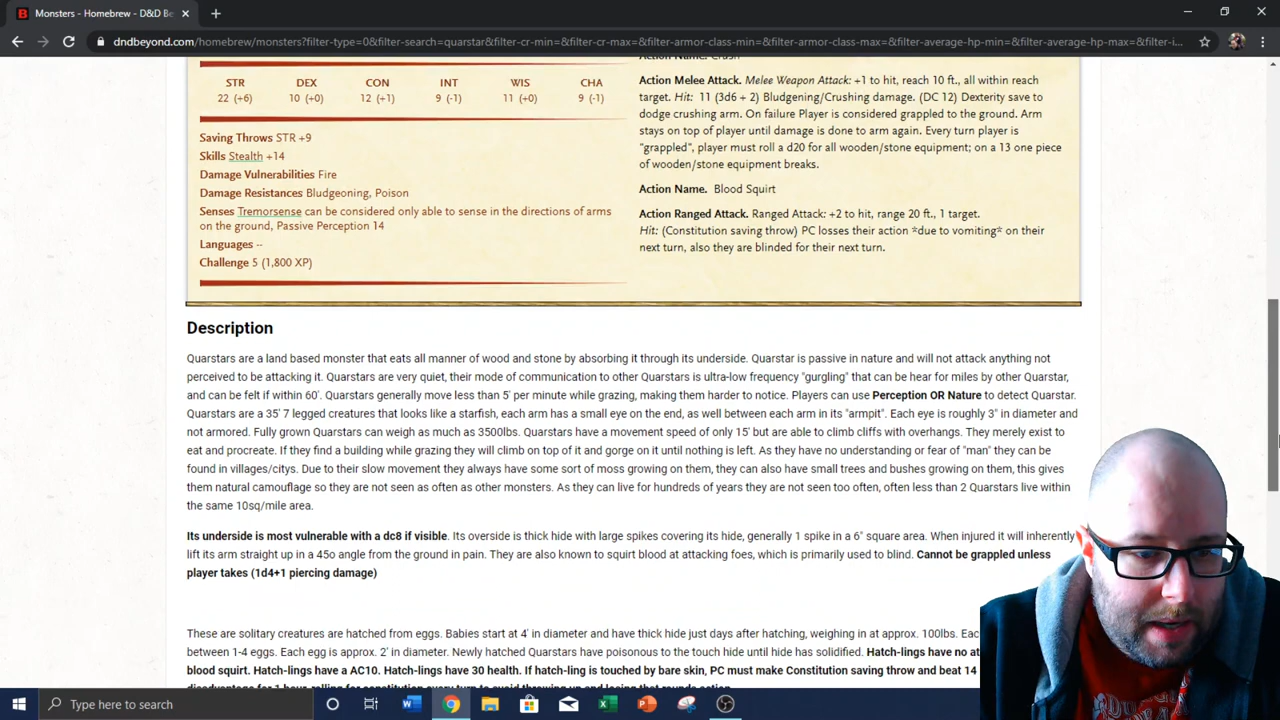 Monsters - Homebrew - D&D Be
dndbeyond.com/homebrew/monsters?filter-type=0&filter-search=quarstar&filter-cr-min=&filter-cr-max=&filter-armor-class-min=&filter-armor-class-max=&filter-average-hp-min=&filter-average-hp-max=&filter-i...
STR DEX CON INT WIS CHA
22 (+6) 10 (+0) 12 (+1) 9 (-1) 11 (+0) 9 (-1)
Saving Throws STR +9
Skills Stealth +14
Damage Vulnerabilities Fire
Damage Resistances Bludgeoning, Poison
Senses Tremorsense can be considered only able to sense in the directions of arms
on the ground, Passive Perception 14
Languages --
Challenge 5 (1,800 XP)
Action Name. Crush
Action Melee Attack. Melee Weapon Attack: +1 to hit, reach 10 ft., all within reach
target. Hit: 11 (3d6 + 2) Bludgening/Crushing damage. (DC 12) Dexterity save to
dodge crushing arm. On failure Player is considered grappled to the ground. Arm
stays on top of player until damage is done to arm again. Every turn player is
"grappled", player must roll a d20 for all wooden/stone equipment; on a 13 one piece
of wooden/stone equipment breaks.
Action Name. Blood Squirt
Action Ranged Attack. Ranged Attack: +2 to hit, range 20 ft., 1 target.
Hit: (Constitution saving throw) PC losses their action *due to vomiting* on their
next turn, also they are blinded for their next turn.
Description
Quarstars are a land based monster that eats all manner of wood and stone by absorbing it through its underside. Quarstar is passive in nature and will not attack anything not
perceived to be attacking it. Quarstars are very quiet, their mode of communication to other Quarstars is ultra-low frequency "gurgling" that can be hear for miles by other Quarstar,
and can be felt if within 60'. Quarstars generally move less than 5' per minute while grazing, making them harder to notice. Players can use Perception OR Nature to detect Quarstar.
Quarstars are a 35' 7 legged creatures that looks like a starfish, each arm has a small eye on the end, as well between each arm in its "armpit". Each eye is roughly 3" in diameter and
not armored. Fully grown Quarstars can weigh as much as 3500lbs. Quarstars have a movement speed of only 15' but are able to climb cliffs with overhangs. They merely exist to
eat and procreate. If they find a building while grazing they will climb on top of it and gorge on it until nothing is left. As they have no understanding or fear of "man" they can be
found in villages/citys. Due to their slow movement they always have some sort of moss growing on them, they can also have small trees and bushes growing on them, this gives
them natural camouflage so they are not seen as often as other monsters. As they can live for hundreds of years they are not seen too often, often less than 2 Quarstars live within
the same 10sq/mile area.
Its underside is most vulnerable with a dc8 if visible. Its overside is thick hide with large spikes covering its hide, generally 1 spike in a 6" square area. When injured it will inherently
lift its arm straight up in a 45o angle from the ground in pain. They are also known to squirt blood at attacking foes, which is primarily used to blind. Cannot be grappled unless
player takes (1d4+1 piercing damage)
These are solitary creatures are hatched from eggs. Babies start at 4' in diameter and have thick hide just days after hatching, weighing in at approx. 100lbs.
between 1-4 eggs. Each egg is approx. 2' in diameter. Newly hatched Quarstars have poisonous to the touch hide until hide has solidified. Hatch-lings have no
blood squirt. Hatch-lings have a AC10. Hatch-lings have 30 health. If hatch-ling is touched by bare skin, PC must make Constitution saving throw and beat 14
disadvantage for 1 hour rolling for constitution every turn to avoid throwing up and losing that rounds action
Type here to search